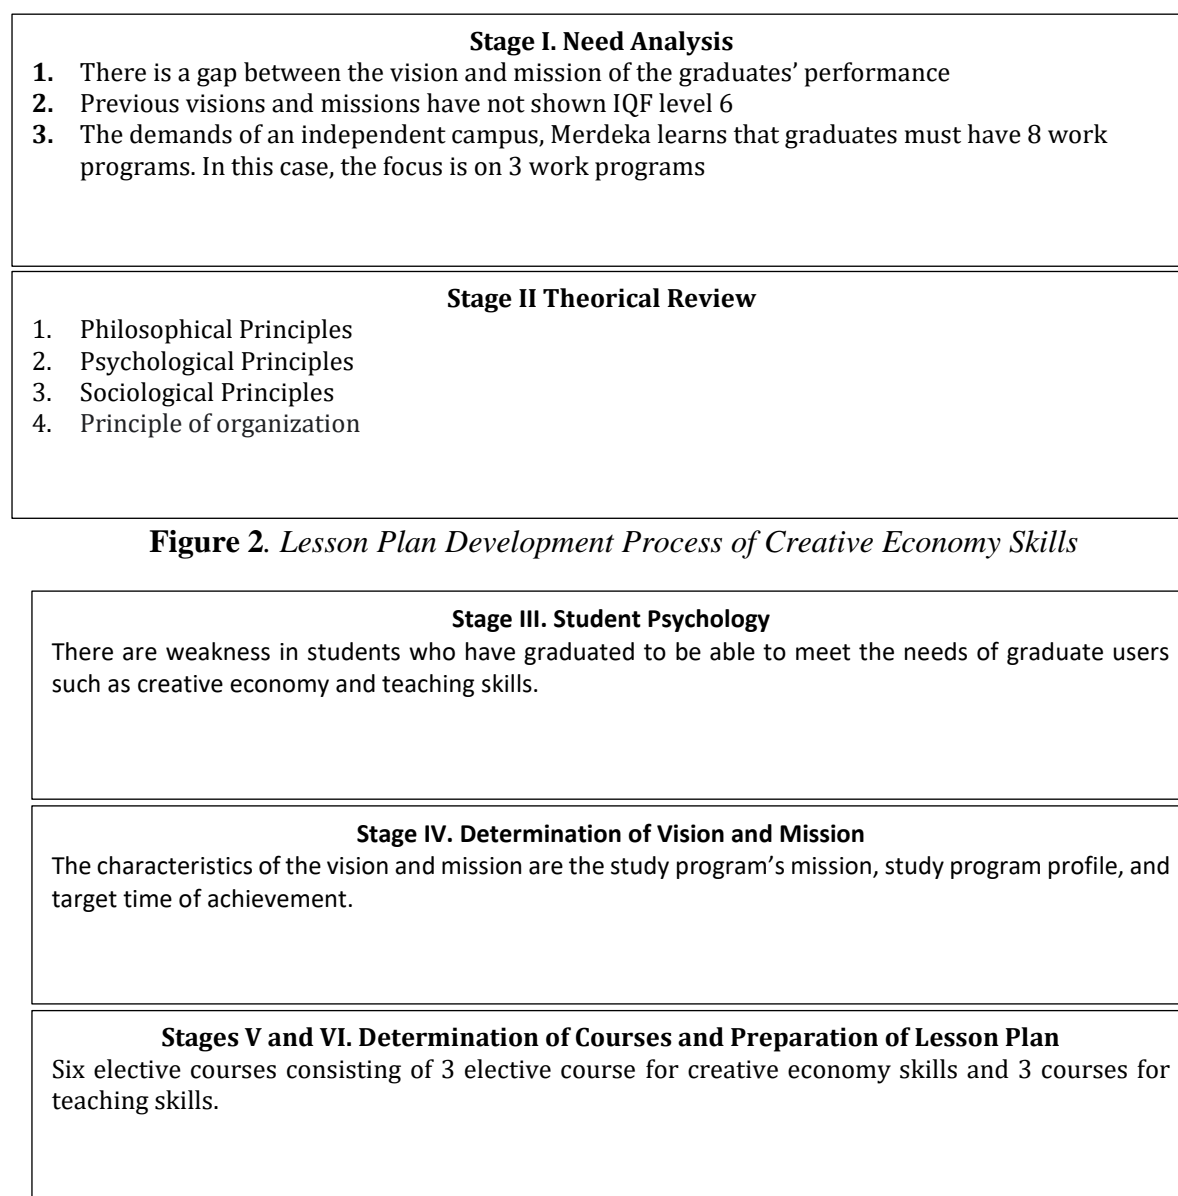 Stage I. Need Analysis
1. There is a gap between the vision and mission of the graduates’ performance
2. Previous visions and missions have not shown IQF level 6
3. The demands of an independent campus, Merdeka learns that graduates must have 8 work
programs. In this case, the focus is on 3 work programs
Stage II Theorical Review
1. Philosophical Principles
2. Psychological Principles
3. Sociological Principles
4. Principle of organization
Figure 2. Lesson Plan Development Process of Creative Economy Skills
Stage III. Student Psychology
There are weakness in students who have graduated to be able to meet the needs of graduate users
such as creative economy and teaching skills.
Stage IV. Determination of Vision and Mission
The characteristics of the vision and mission are the study program’s mission, study program profile, and
target time of achievement.
Stages V and VI. Determination of Courses and Preparation of Lesson Plan
Six elective courses consisting of 3 elective course for creative economy skills and 3 courses for
teaching skills.